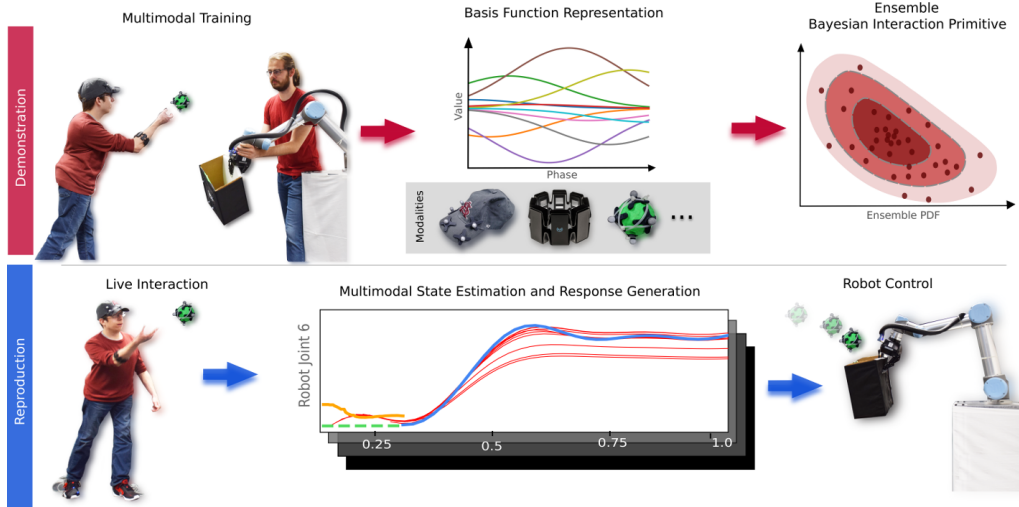 Multimodal Training
Basis Function Representation
Ensemble
Bayesian Interaction Primitive
Demonstration
Value
Phase
Modalities
...
Ensemble PDF
Reproduction
Live Interaction
Multimodal State Estimation and Response Generation
Robot Control
Robot Joint 6
0.25
0.5
0.75
1.0